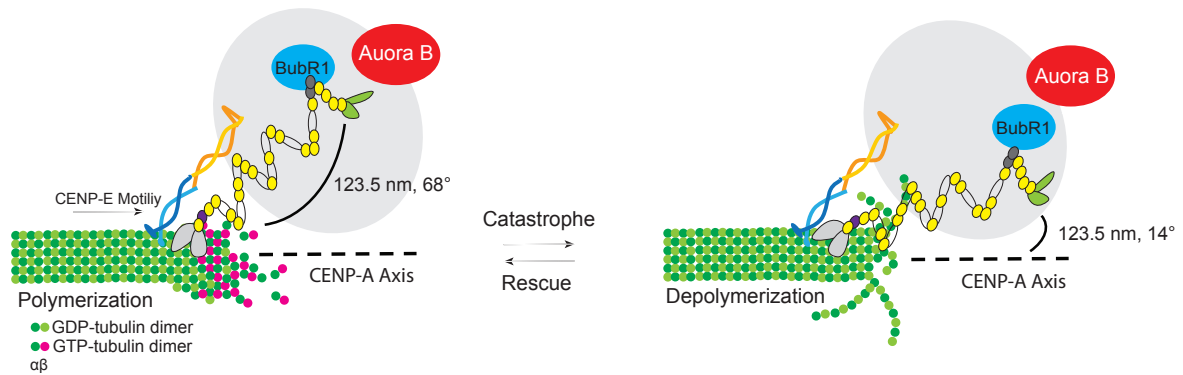 Auora B
BubR1
CENP-E Motiliy
123.5 nm, 68°
CENP-A Axis
Polymerization
GDP-tubulin dimer
GTP-tubulin dimer
αβ
Catastrophe
Rescue
Auora B
BubR1
123.5 nm, 14°
CENP-A Axis
Depolymerization